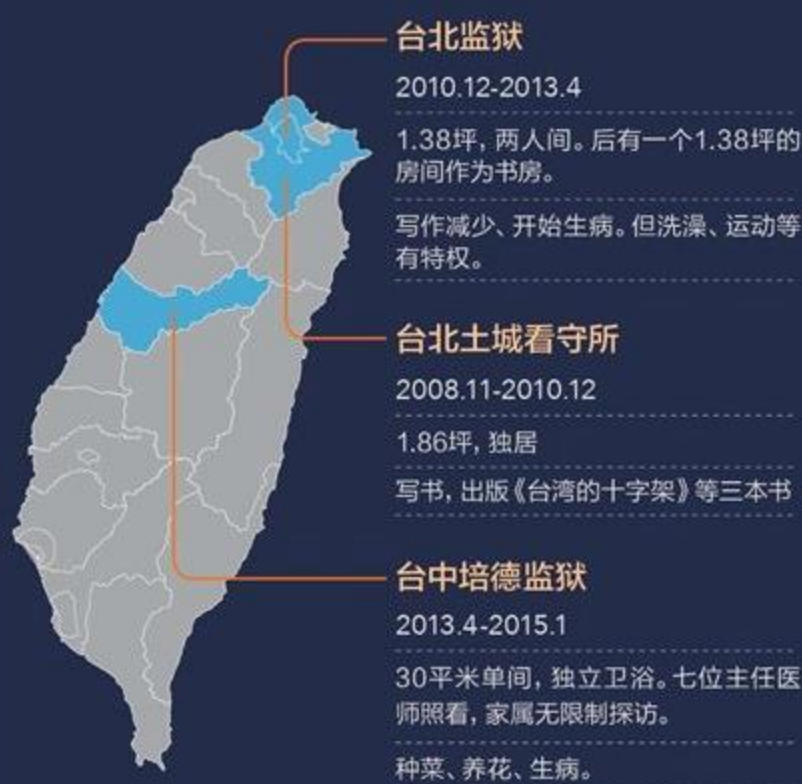 台北监狱
2010.12-2013.4
1.38坪，两人间。后有一个1.38坪的
房间作为书房。
写作减少、开始生病。但洗澡、运动等
有特权。
台北土城看守所
2008.11-2010.12
1.86坪，独居
写书，出版《台湾的十字架》等三本书
台中培德监狱
2013.4-2015.1
30平米单间，独立卫浴。七位主任医
师照看，家属无限制探访。
种菜、养花、生病。